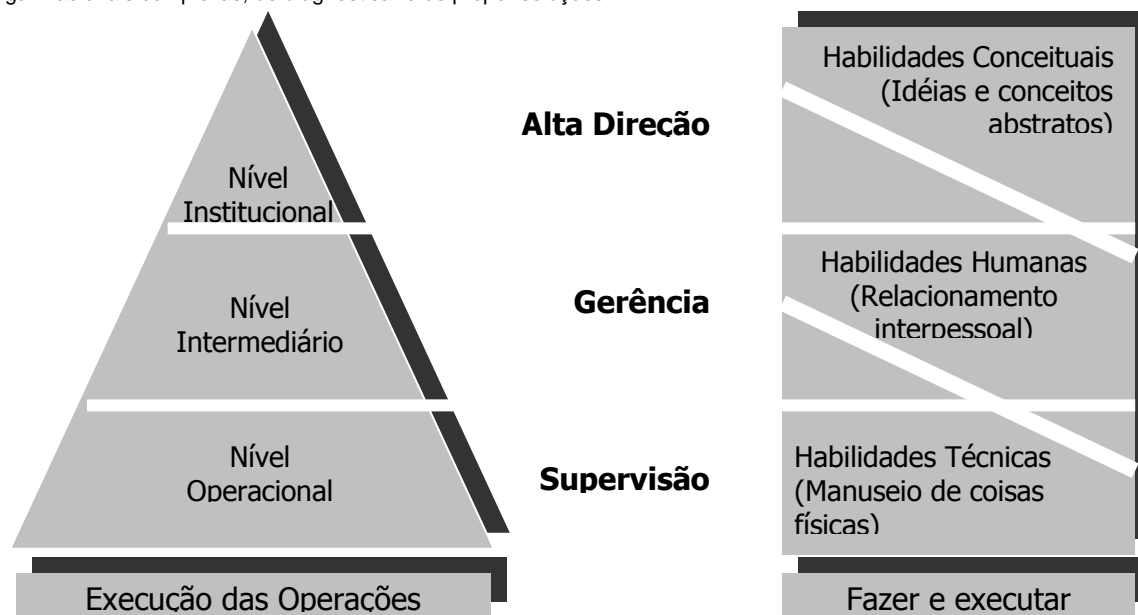 Nível
Institucional
Nível
Intermediário
Nível
Operacional
Execução das Operações
Alta Direção
Gerência
Supervisão
Habilidades Conceituais
(Idéias e conceitos
abstratos)
Habilidades Humanas
(Relacionamento
interpessoal)
Habilidades Técnicas
(Manuseio de coisas
físicas)
Fazer e executar